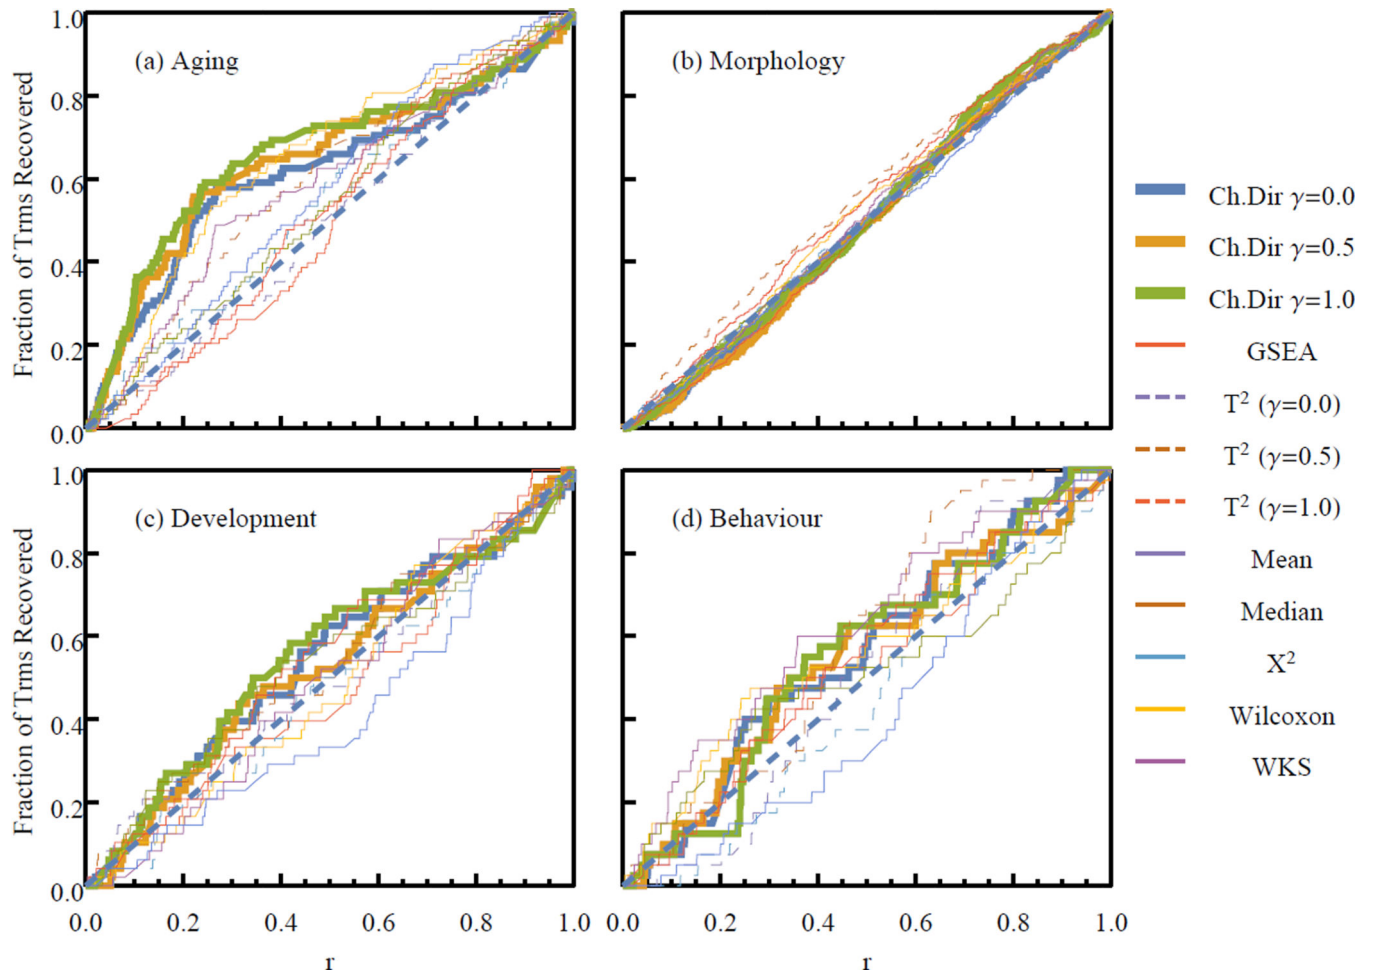 (a) Aging
(b) Morphology
1.0
0.8
0.6
0.4
0.2
0.0
Fraction of Trms Recovered
(c) Development
(d) Behaviour
1.0
0.8
0.6
0.4
0.2
0.0
Fraction of Trms Recovered
0.0 0.2 0.4 0.6 0.8 1.0
0.0 0.2 0.4 0.6 0.8 1.0
r
r
Ch.Dir γ=0.0
Ch.Dir γ=0.5
Ch.Dir γ=1.0
GSEA
T² (γ=0.0)
T² (γ=0.5)
T² (γ=1.0)
Mean
Median
X²
Wilcoxon
WKS